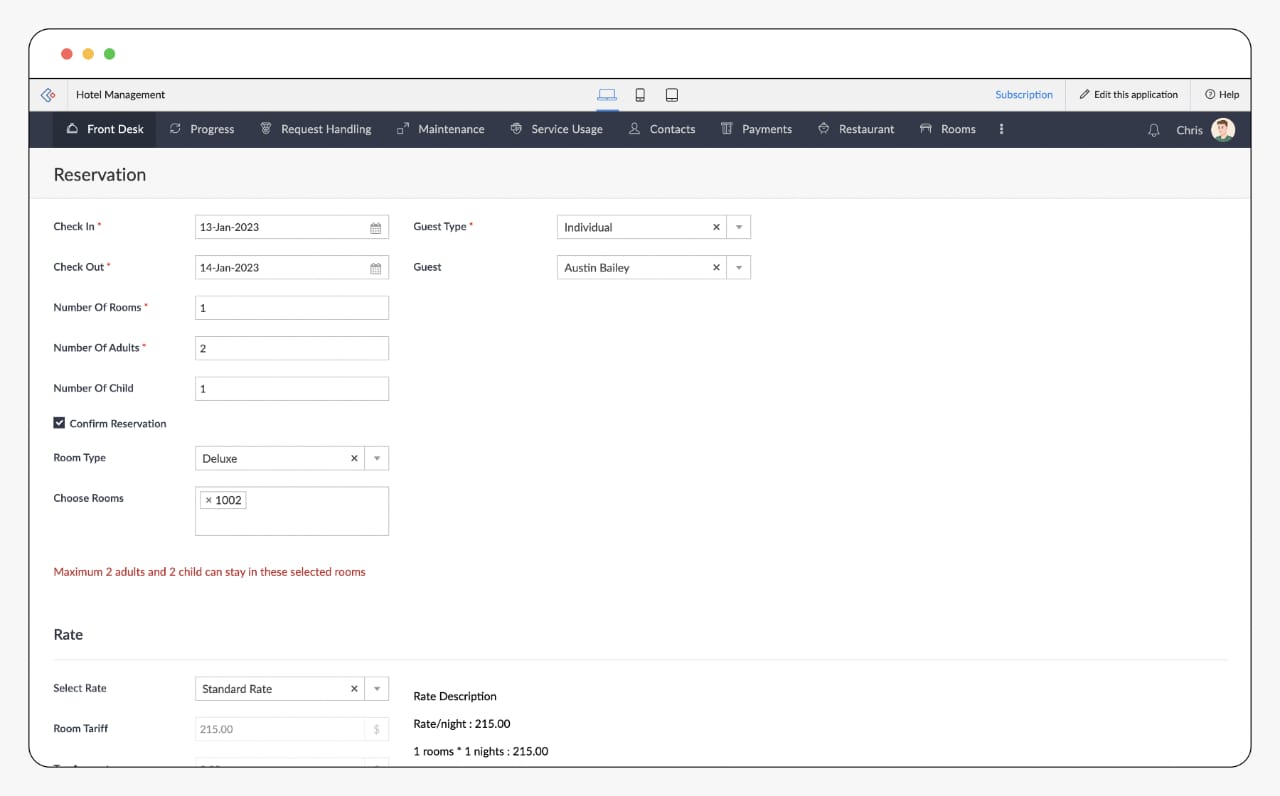 Hotel Management
Subscription
Edit this application
Help
Front Desk
Progress
Request Handling
Maintenance
Service Usage
Contacts
Payments
Restaurant
Rooms
Chris
Reservation
Check In *
13-Jan-2023
Guest Type *
Individual
Check Out *
14-Jan-2023
Guest
Austin Bailey
Number Of Rooms *
1
Number Of Adults *
2
Number Of Child
1
Confirm Reservation
Room Type
Deluxe
Choose Rooms
× 1002
Maximum 2 adults and 2 child can stay in these selected rooms
Rate
Select Rate
Standard Rate
Rate Description
Room Tariff
215.00
$
Rate/night : 215.00
1 rooms * 1 nights : 215.00